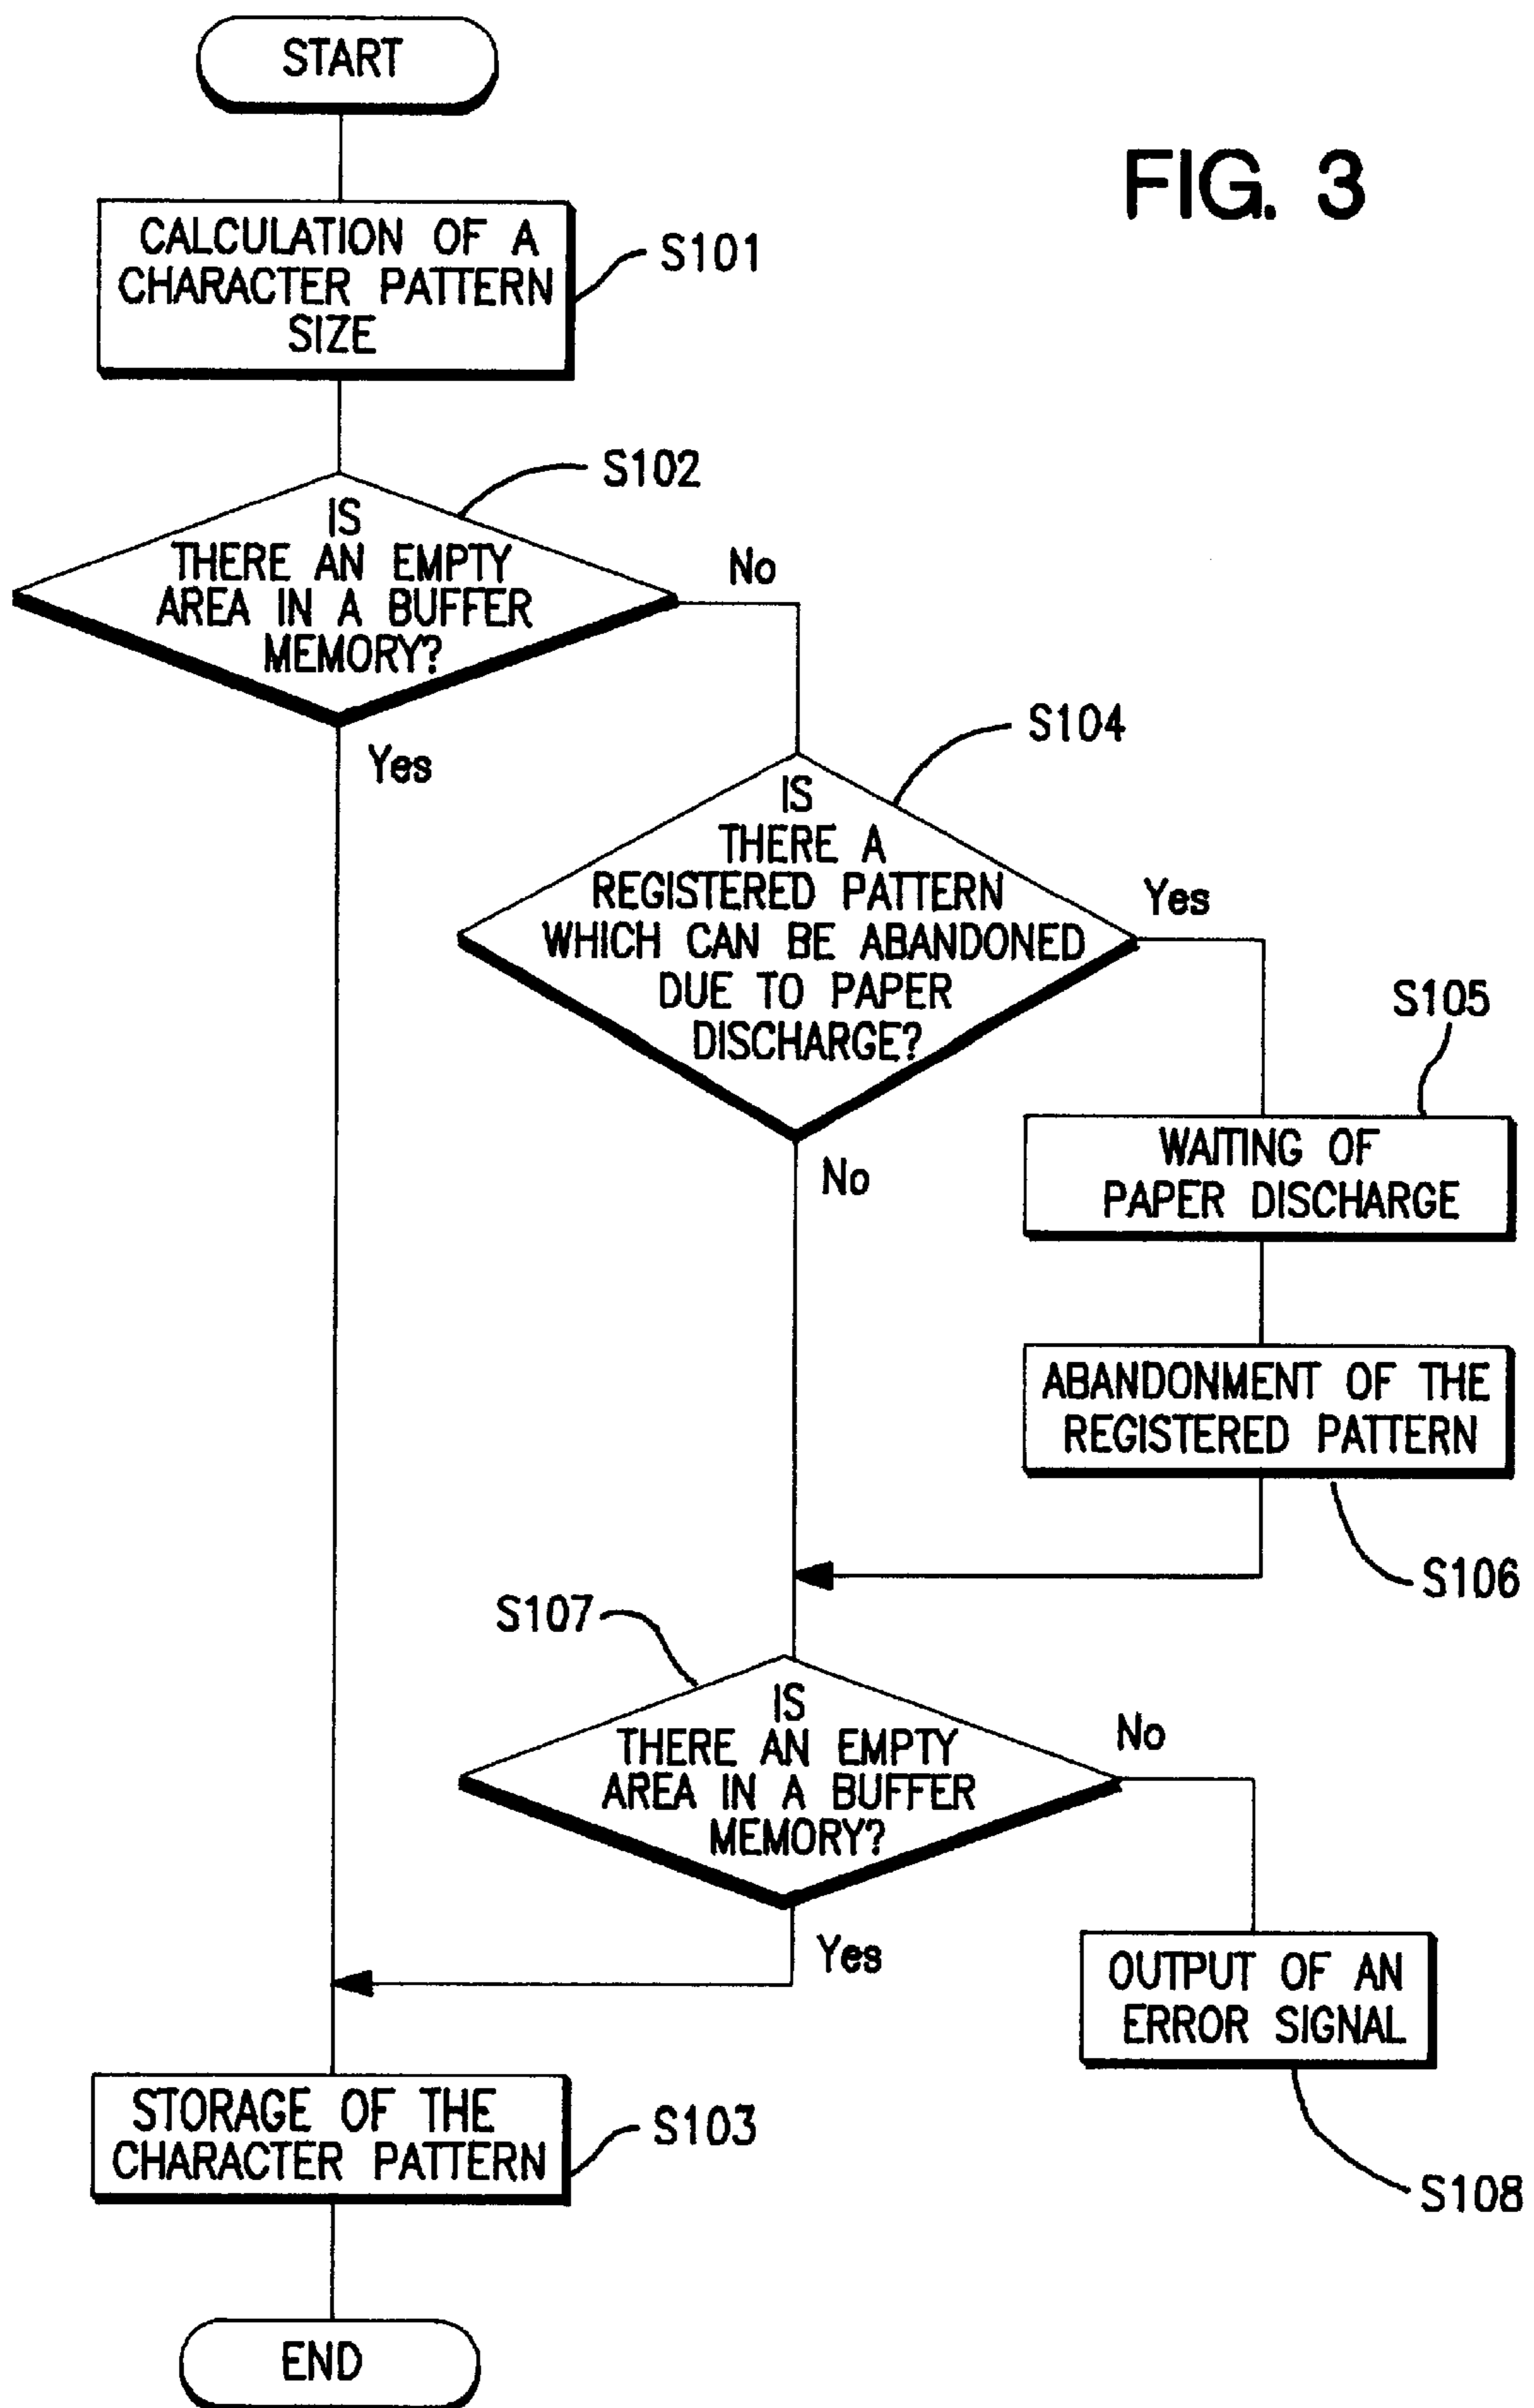 START
FIG. 3
CALCULATION OF A
CHARACTER PATTERN
SIZE
S101
S102
IS
THERE AN EMPTY
AREA IN A BUFFER
MEMORY?
No
Yes
S104
IS
THERE A
REGISTERED PATTERN
WHICH CAN BE ABANDONED
DUE TO PAPER
DISCHARGE?
Yes
No
S105
WAITING OF
PAPER DISCHARGE
ABANDONMENT OF THE
REGISTERED PATTERN
S106
S107
IS
THERE AN EMPTY
AREA IN A BUFFER
MEMORY?
No
Yes
OUTPUT OF AN
ERROR SIGNAL
S108
STORAGE OF THE
CHARACTER PATTERN
S103
END